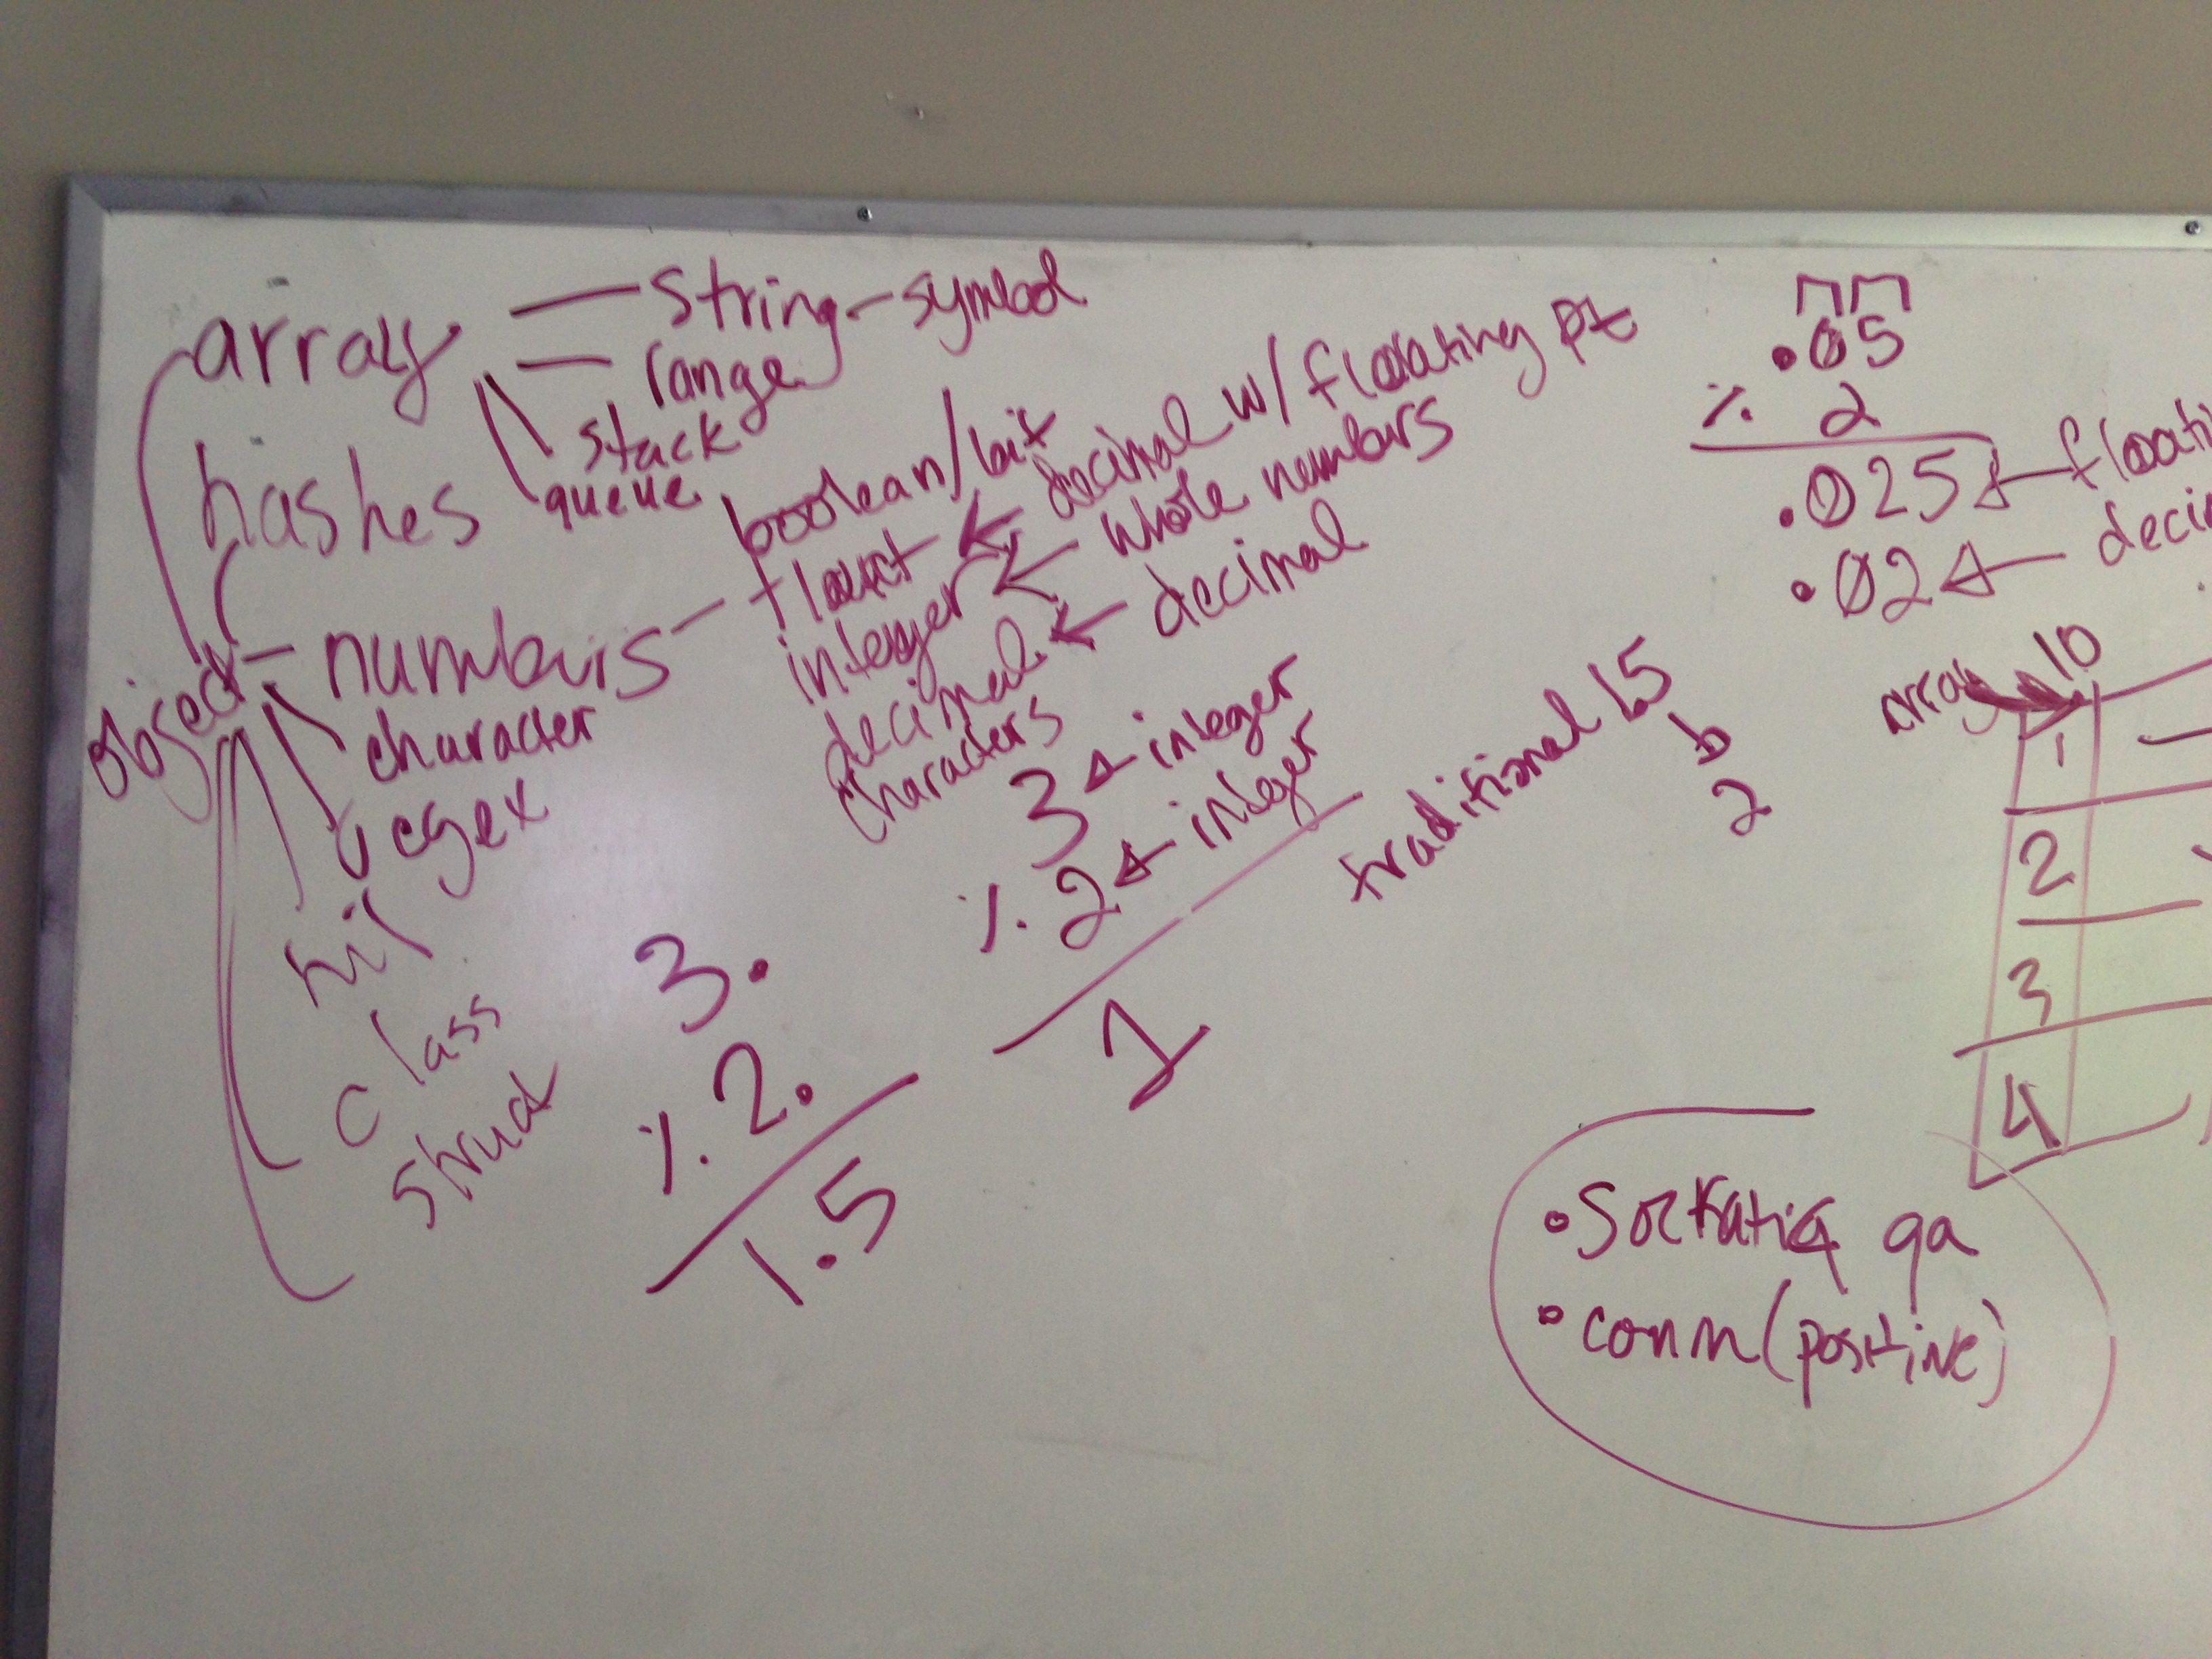 array — string — symbol
— range
stack
queue
hashes
object — numbers — boolean/bit
float ← decimal w/ floating pt
integer ← whole numbers
decimal ← decimal
characters
character
regex
nil
class
struct
3 ← integer
% 2 ← integer
1
3.
% 2.
1.5
traditional 1.5
2
.05
% 2
.025 ← floati
.02 ← deci
array 10
1
2
3
4
• Socratic qa
• comm (positive)